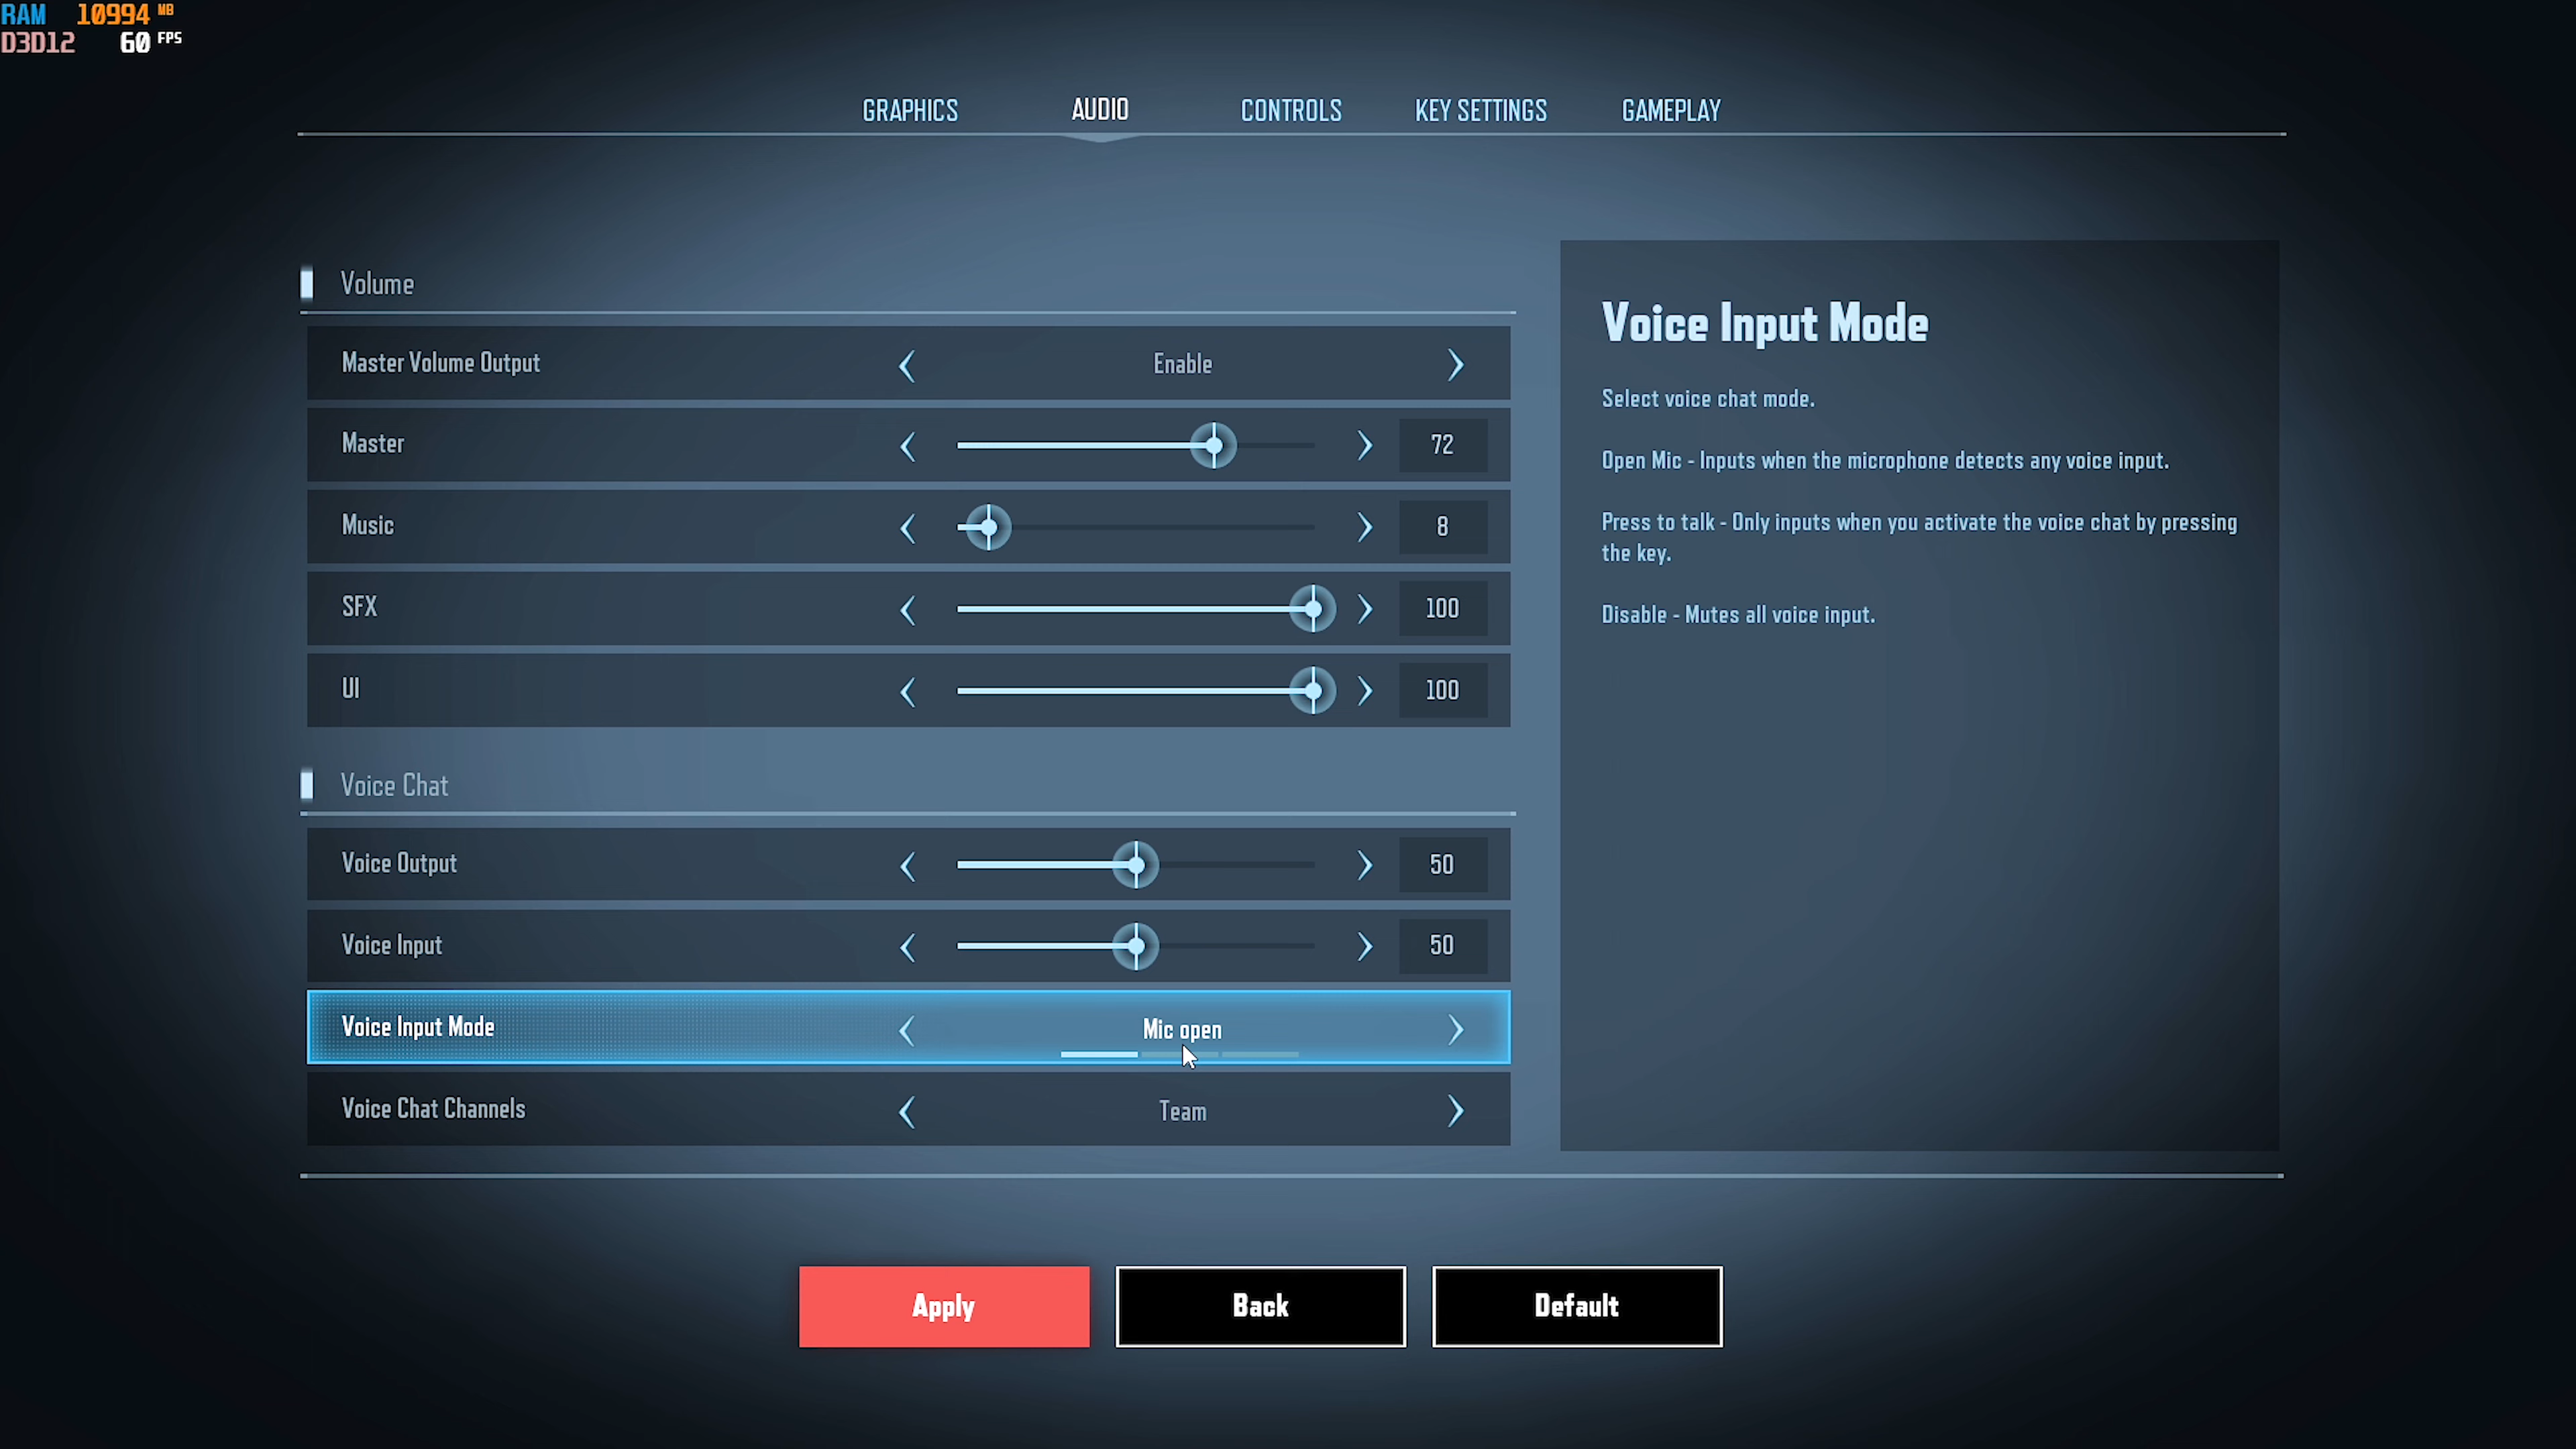 RAM 10994 MB
D3D12 60 FPS
GRAPHICS AUDIO CONTROLS KEY SETTINGS GAMEPLAY
Volume
Master Volume Output Enable
Master 72
Music 8
SFX 100
UI 100
Voice Chat
Voice Output 50
Voice Input 50
Voice Input Mode Mic open
Voice Chat Channels Team
Voice Input Mode
Select voice chat mode.
Open Mic - Inputs when the microphone detects any voice input.
Press to talk - Only inputs when you activate the voice chat by pressing
the key.
Disable - Mutes all voice input.
Apply Back Default